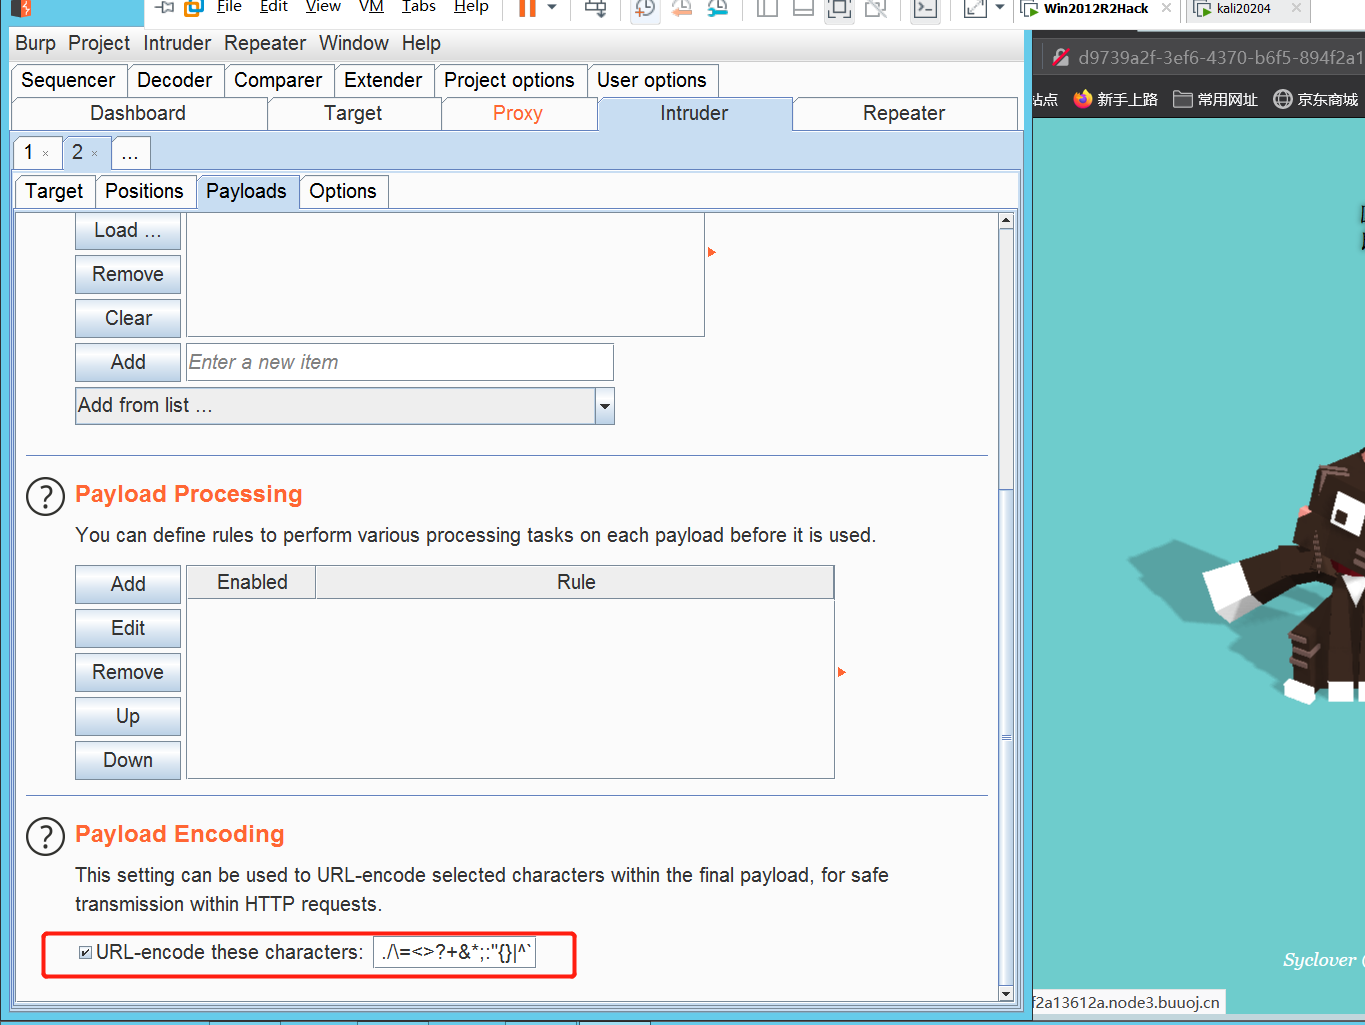 File Edit View VM Tabs Help
Win2012R2Hack
kali20204
Burp Project Intruder Repeater Window Help
d9739a2f-3ef6-4370-b6f5-894f2a1
Sequencer Decoder Comparer Extender Project options User options
站点 新手上路 常用网址 京东商城
Dashboard Target Proxy Intruder Repeater
1 × 2 × ...
Target Positions Payloads Options
Load ...
Remove
Clear
Add Enter a new item
Add from list ...
Payload Processing
You can define rules to perform various processing tasks on each payload before it is used.
Add Enabled Rule
Edit
Remove
Up
Down
Payload Encoding
This setting can be used to URL-encode selected characters within the final payload, for safe
transmission within HTTP requests.
URL-encode these characters: ./\=<>?+&*;:"{}|^`
Syclover
f2a13612a.node3.buuoj.cn